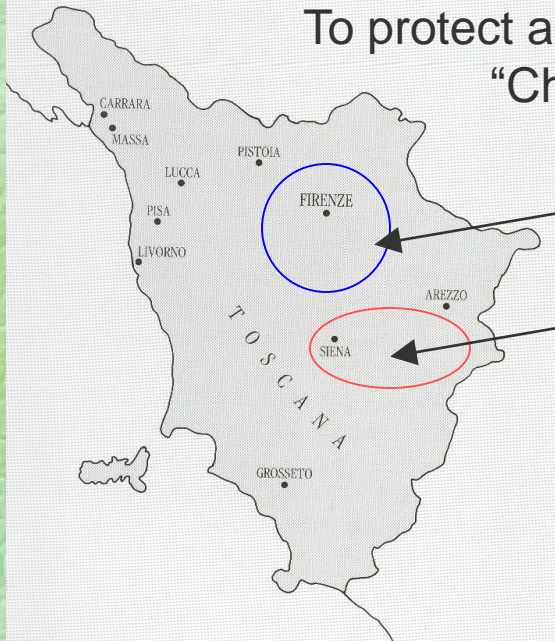 To protect a
“Ch
CARRARA
MASSA
PISTOIA
LUCCA
FIRENZE
PISA
LIVORNO
AREZZO
SIENA
TOSCANA
GROSSETO